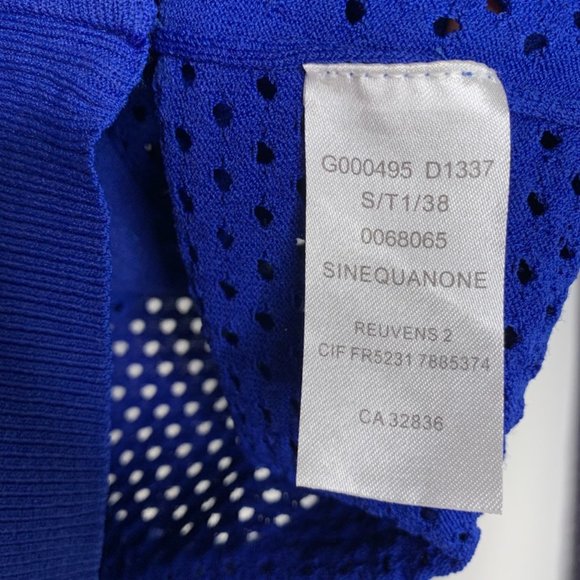 G000495 D1337
S/T1/38
0068065
SINEQUANONE
REUVENS 2
CIF FR5231 7885374
CA 32836